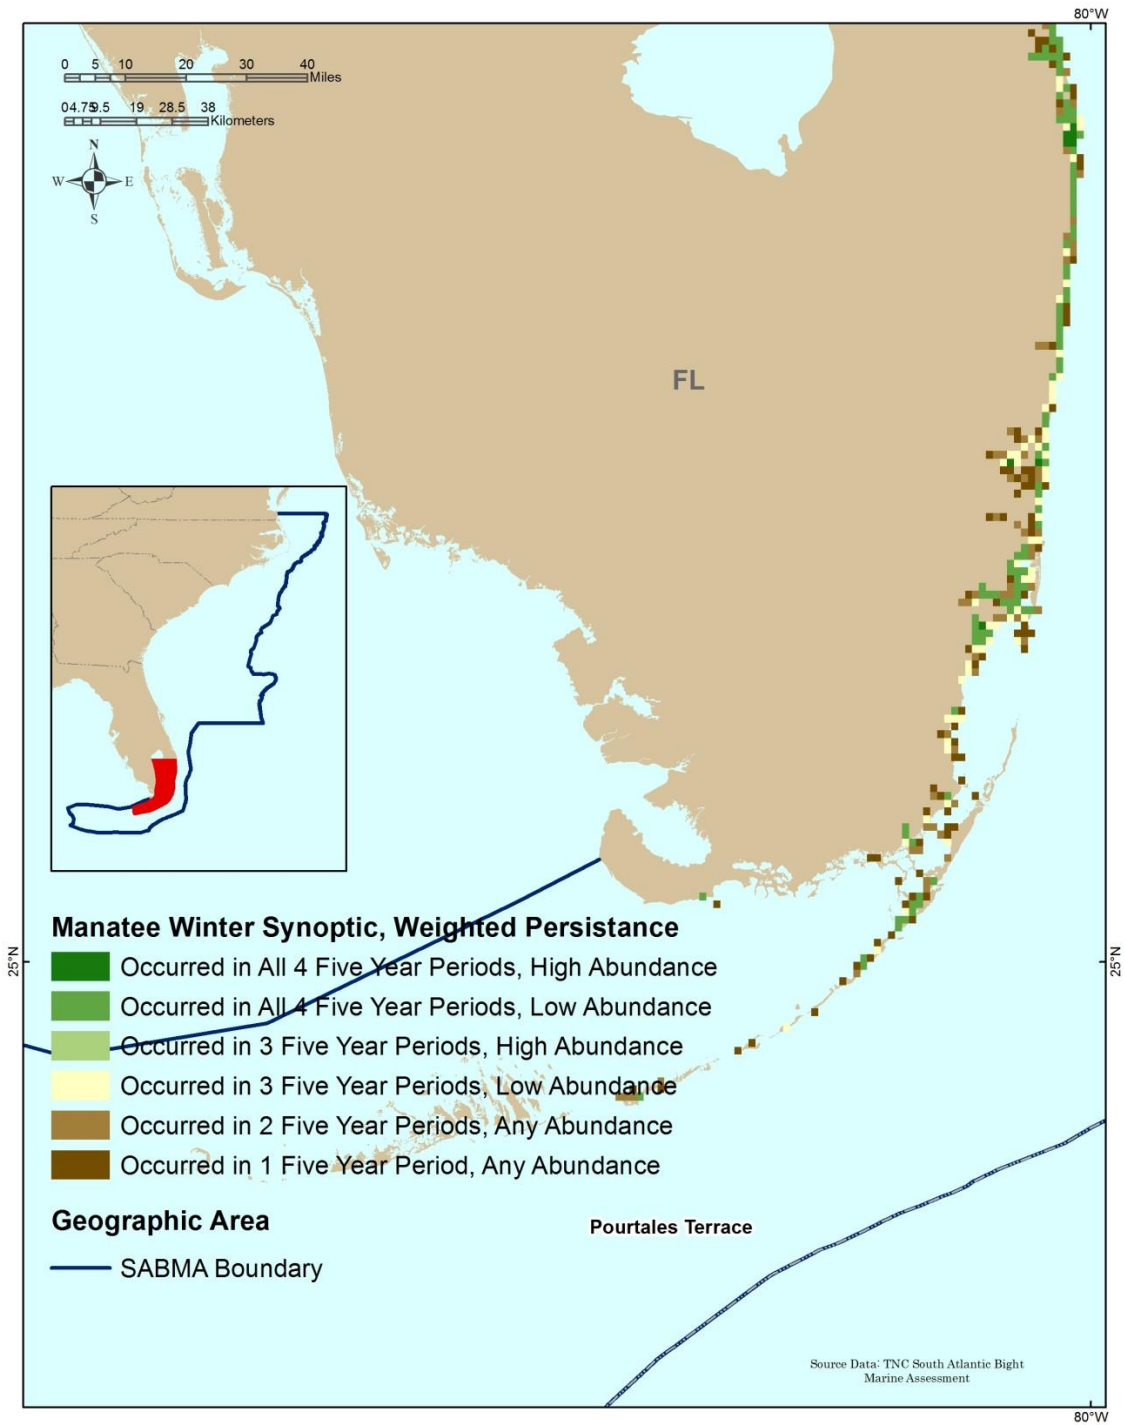 80°W
0 5 10 20 30 40
Miles
04.759.5 19 28.5 38
Kilometers
N
W E
S
FL
Manatee Winter Synoptic, Weighted Persistance
25°N
25°N
Occurred in All 4 Five Year Periods, High Abundance
Occurred in All 4 Five Year Periods, Low Abundance
Occurred in 3 Five Year Periods, High Abundance
Occurred in 3 Five Year Periods, Low Abundance
Occurred in 2 Five Year Periods, Any Abundance
Occurred in 1 Five Year Period, Any Abundance
Geographic Area
Pourtales Terrace
SABMA Boundary
Source Data: TNC South Atlantic Bight
Marine Assessment
80°W